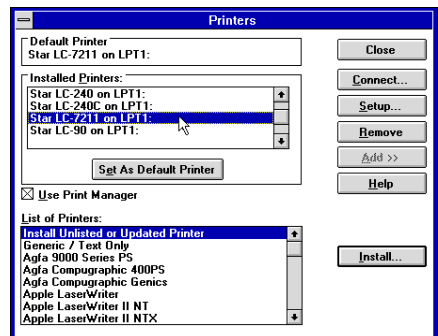 Printers
Default Printer
Star LC-7211 on LPT1:
Installed Printers:
Star LC-240 on LPT1:
Star LC-240C on LPT1:
Star LC-7211 on LPT1:
Star LC-90 on LPT1:
Set As Default Printer
Use Print Manager
List of Printers:
Install Unlisted or Updated Printer
Generic / Text Only
Agfa 9000 Series PS
Agfa Compugraphic 400PS
Agfa Compugraphic Genics
Apple LaserWriter
Apple LaserWriter II NT
Apple LaserWriter II NTX
Close
Connect...
Setup...
Remove
Add >>
Help
Install...